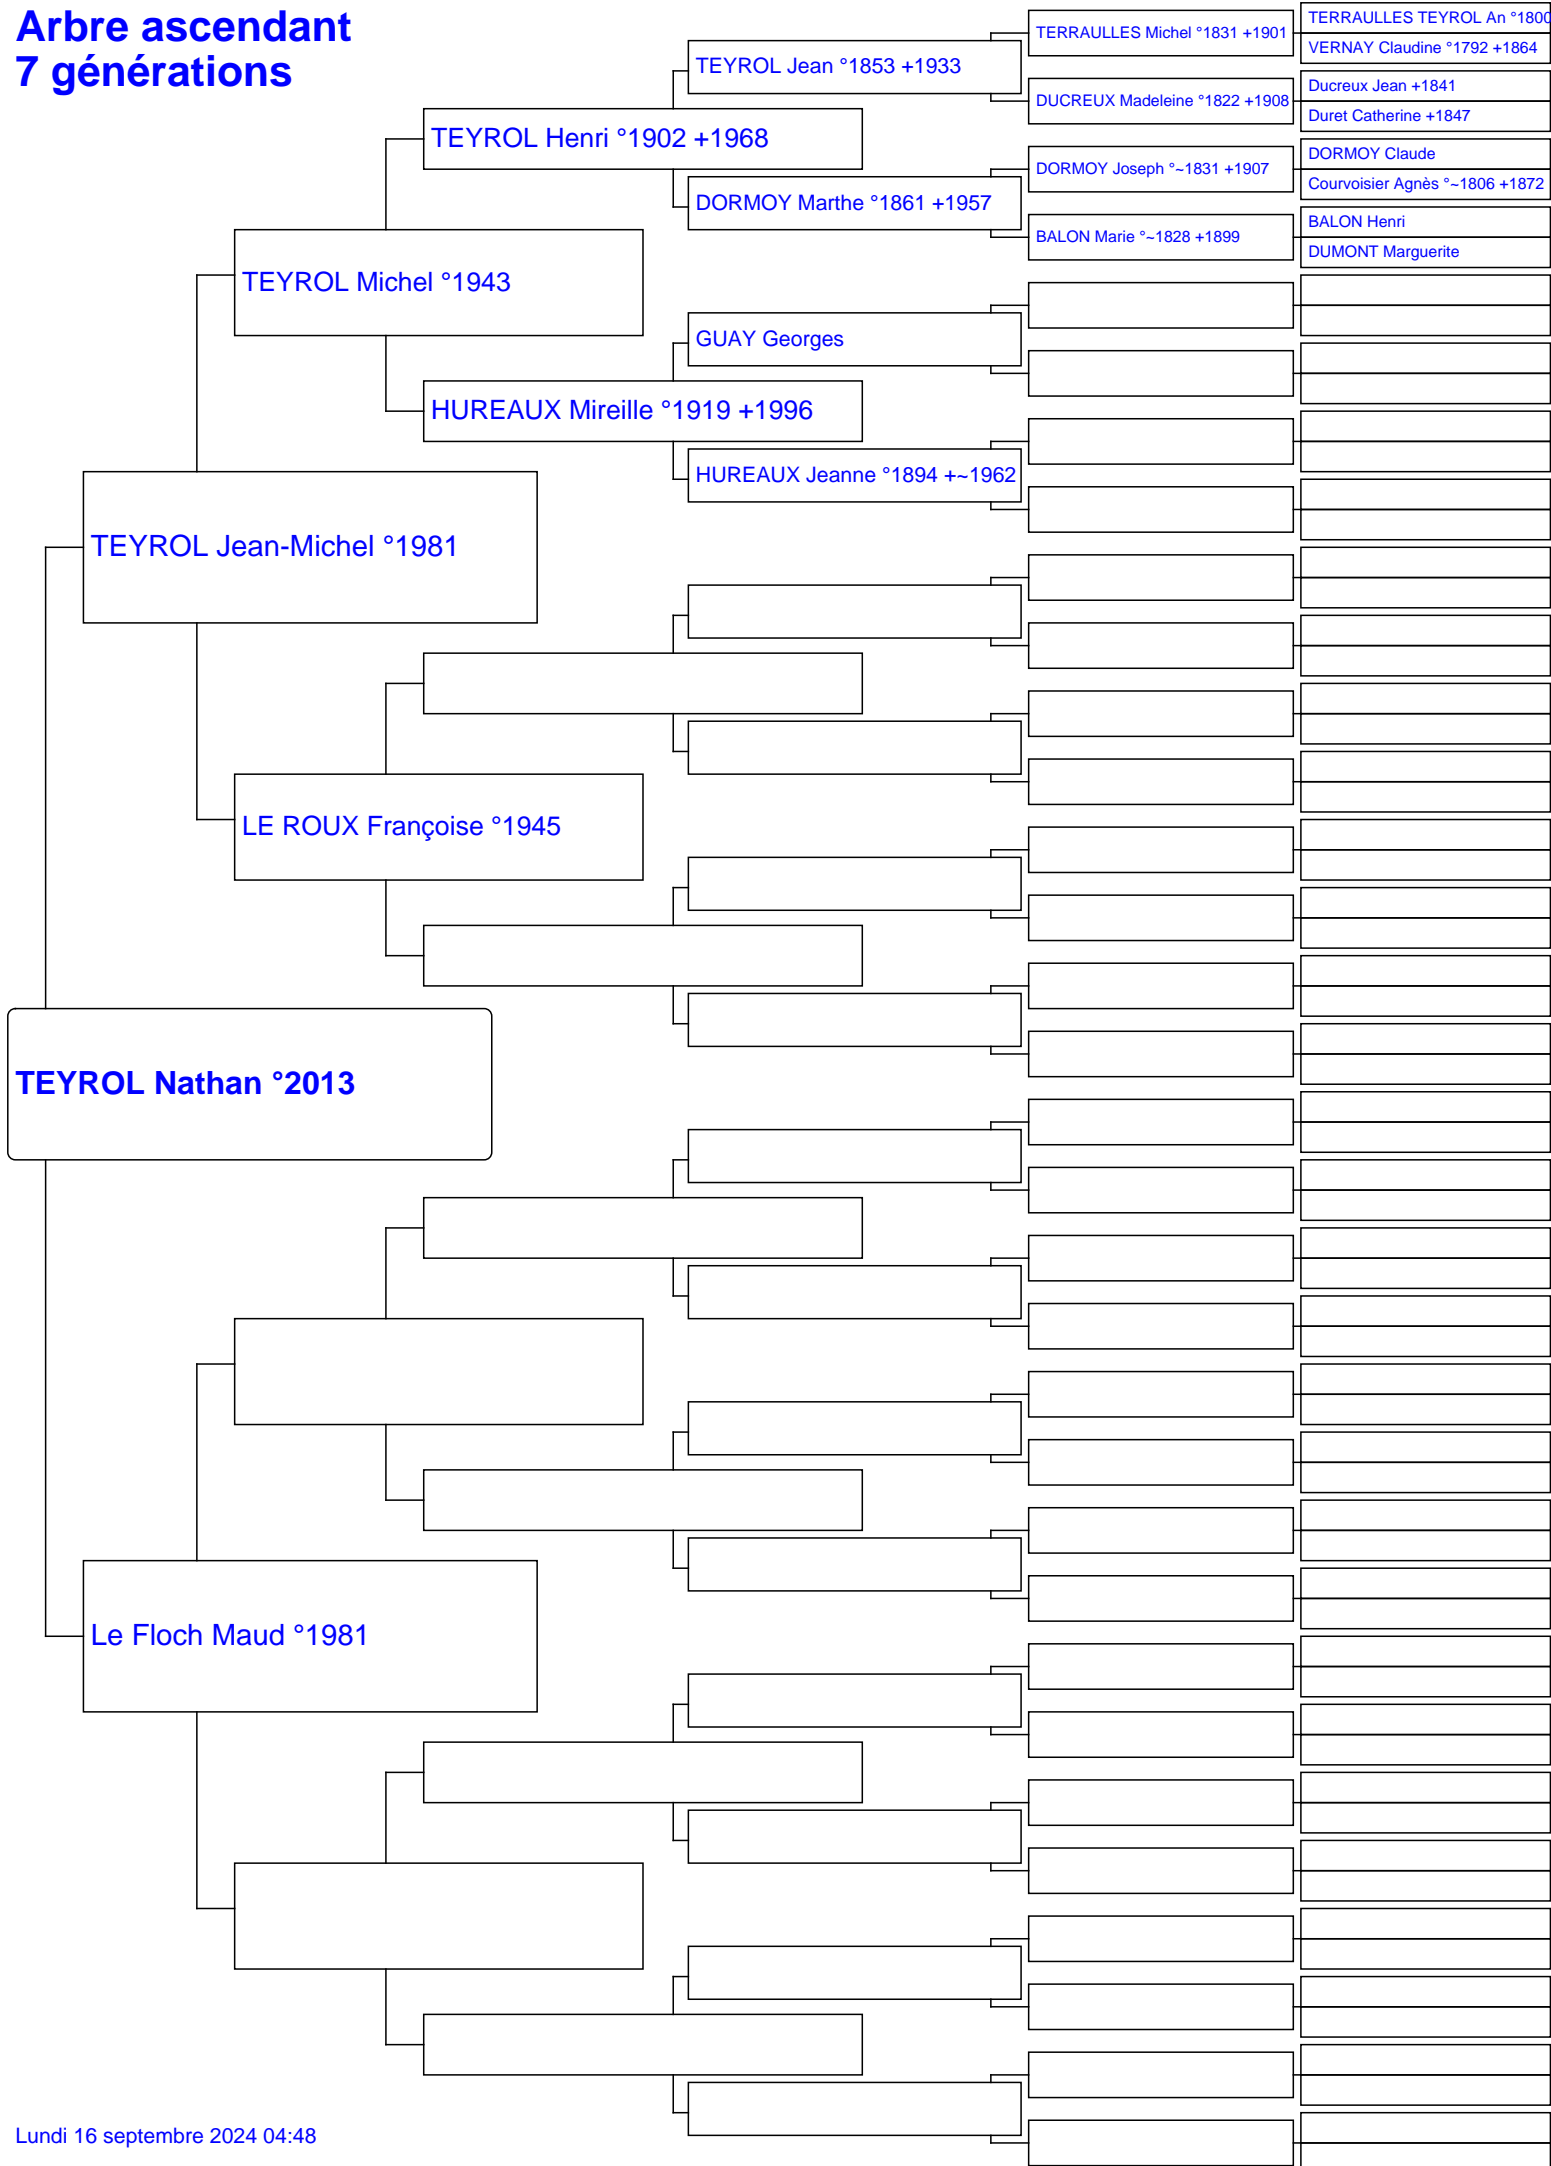 Arbre ascendant
7 générations
TERRAULLES TEYROL An °1800
VERNAY Claudine °1792 +1864
TERRAULLES Michel °1831 +1901
TEYROL Jean °1853 +1933
Ducreux Jean +1841
Duret Catherine +1847
DUCREUX Madeleine °1822 +1908
TEYROL Henri °1902 +1968
DORMOY Claude
Courvoisier Agnès °~1806 +1872
DORMOY Joseph °~1831 +1907
DORMOY Marthe °1861 +1957
BALON Henri
DUMONT Marguerite
BALON Marie °~1828 +1899
TEYROL Michel °1943
GUAY Georges
HUREAUX Mireille °1919 +1996
HUREAUX Jeanne °1894 +~1962
TEYROL Jean-Michel °1981
LE ROUX Françoise °1945
TEYROL Nathan °2013
Le Floch Maud °1981
Lundi 16 septembre 2024 04:48